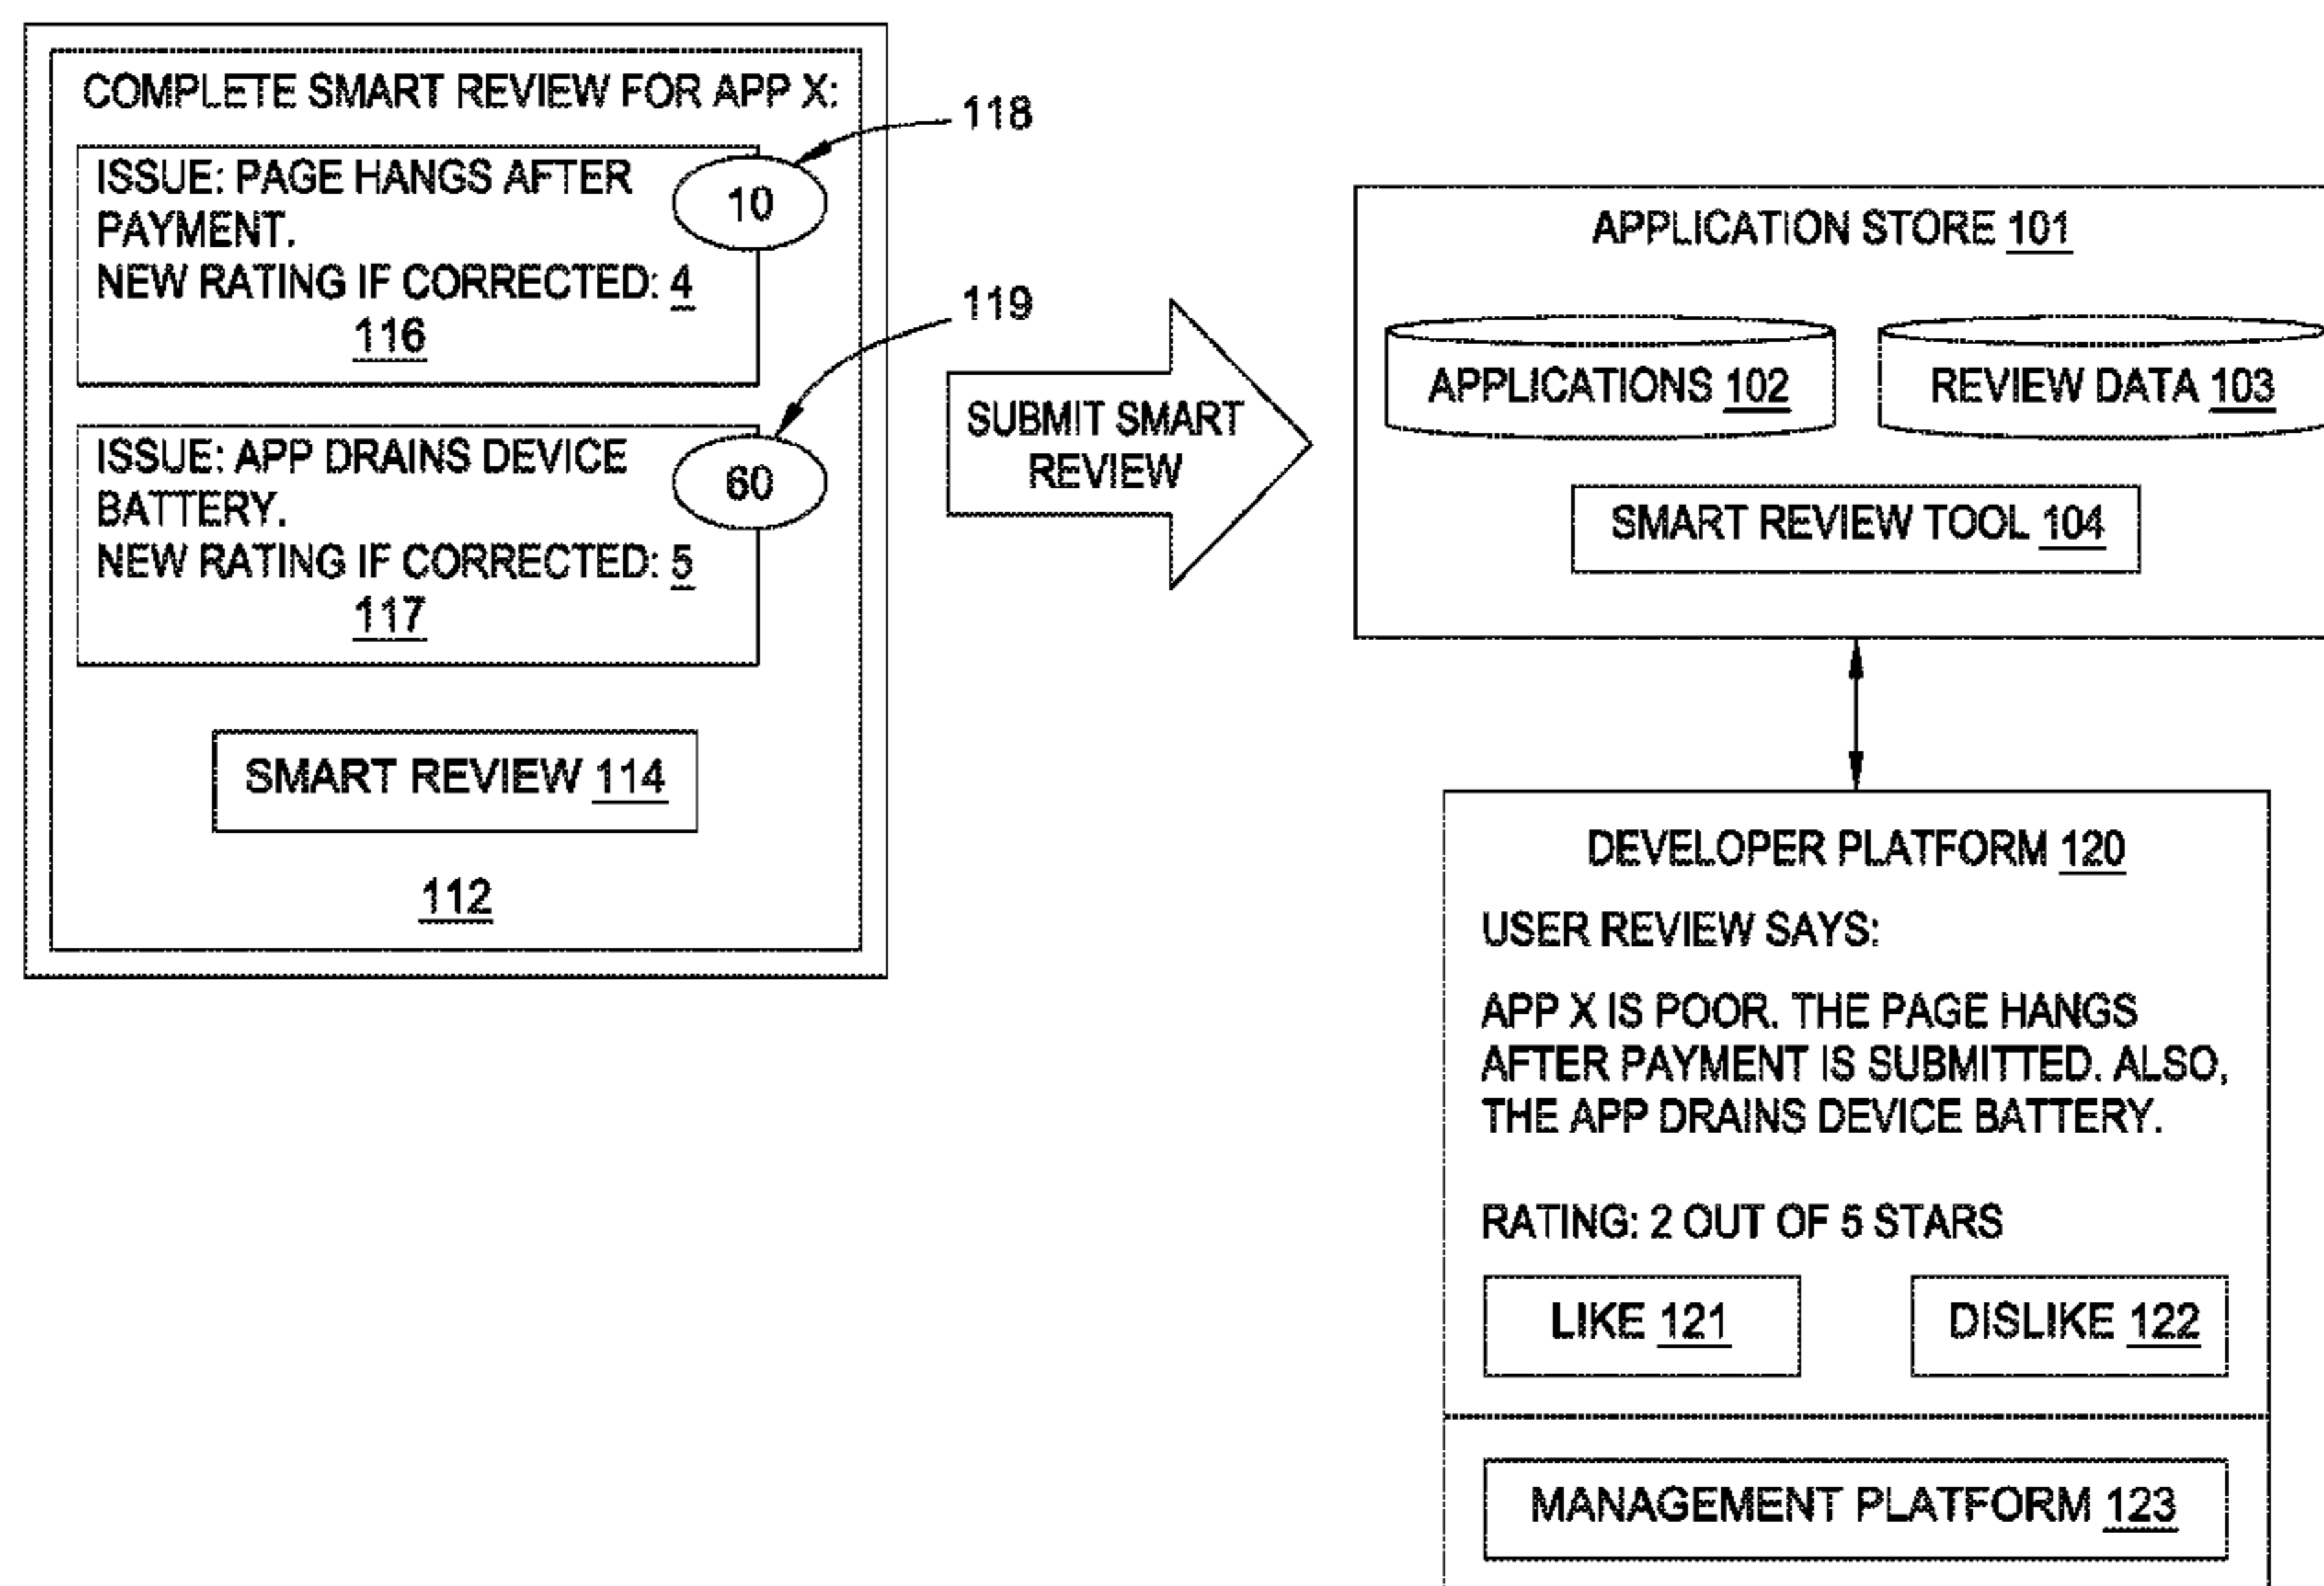 COMPLETE SMART REVIEW FOR APP X:
118
ISSUE: PAGE HANGS AFTER
PAYMENT.
10
NEW RATING IF CORRECTED: 4
116
119
ISSUE: APP DRAINS DEVICE
BATTERY.
60
NEW RATING IF CORRECTED: 5
117
SMART REVIEW 114
112
SUBMIT SMART
REVIEW
APPLICATION STORE 101
APPLICATIONS 102
REVIEW DATA 103
SMART REVIEW TOOL 104
DEVELOPER PLATFORM 120
USER REVIEW SAYS:
APP X IS POOR. THE PAGE HANGS
AFTER PAYMENT IS SUBMITTED. ALSO,
THE APP DRAINS DEVICE BATTERY.
RATING: 2 OUT OF 5 STARS
LIKE 121
DISLIKE 122
MANAGEMENT PLATFORM 123